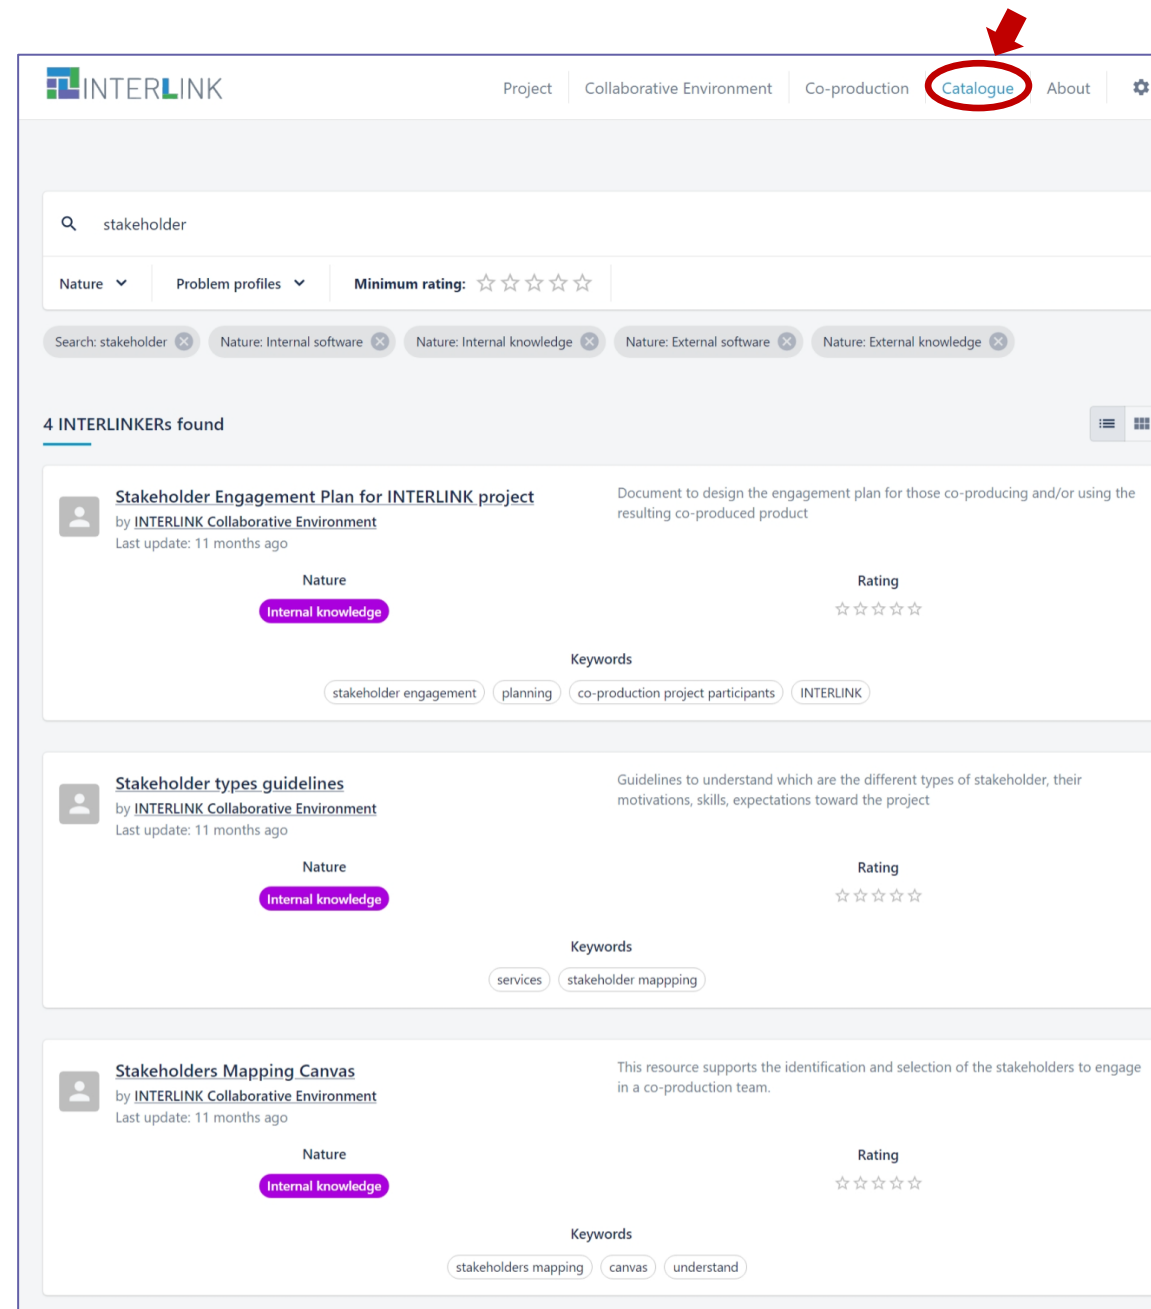 INTERLINK
Project Collaborative Environment Co-production Catalogue About
stakeholder
Nature Problem profiles Minimum rating:
Search: stakeholder Nature: Internal software Nature: Internal knowledge Nature: External software Nature: External knowledge
4 INTERLINKERs found
Stakeholder Engagement Plan for INTERLINK project
by INTERLINK Collaborative Environment
Last update: 11 months ago
Document to design the engagement plan for those co-producing and/or using the
resulting co-produced product
Nature
Internal knowledge
Rating
Keywords
stakeholder engagement planning co-production project participants INTERLINK
Stakeholder types guidelines
by INTERLINK Collaborative Environment
Last update: 11 months ago
Guidelines to understand which are the different types of stakeholder, their
motivations, skills, expectations toward the project
Nature
Internal knowledge
Rating
Keywords
services stakeholder mappping
Stakeholders Mapping Canvas
by INTERLINK Collaborative Environment
Last update: 11 months ago
This resource supports the identification and selection of the stakeholders to engage
in a co-production team.
Nature
Internal knowledge
Rating
Keywords
stakeholders mapping canvas understand